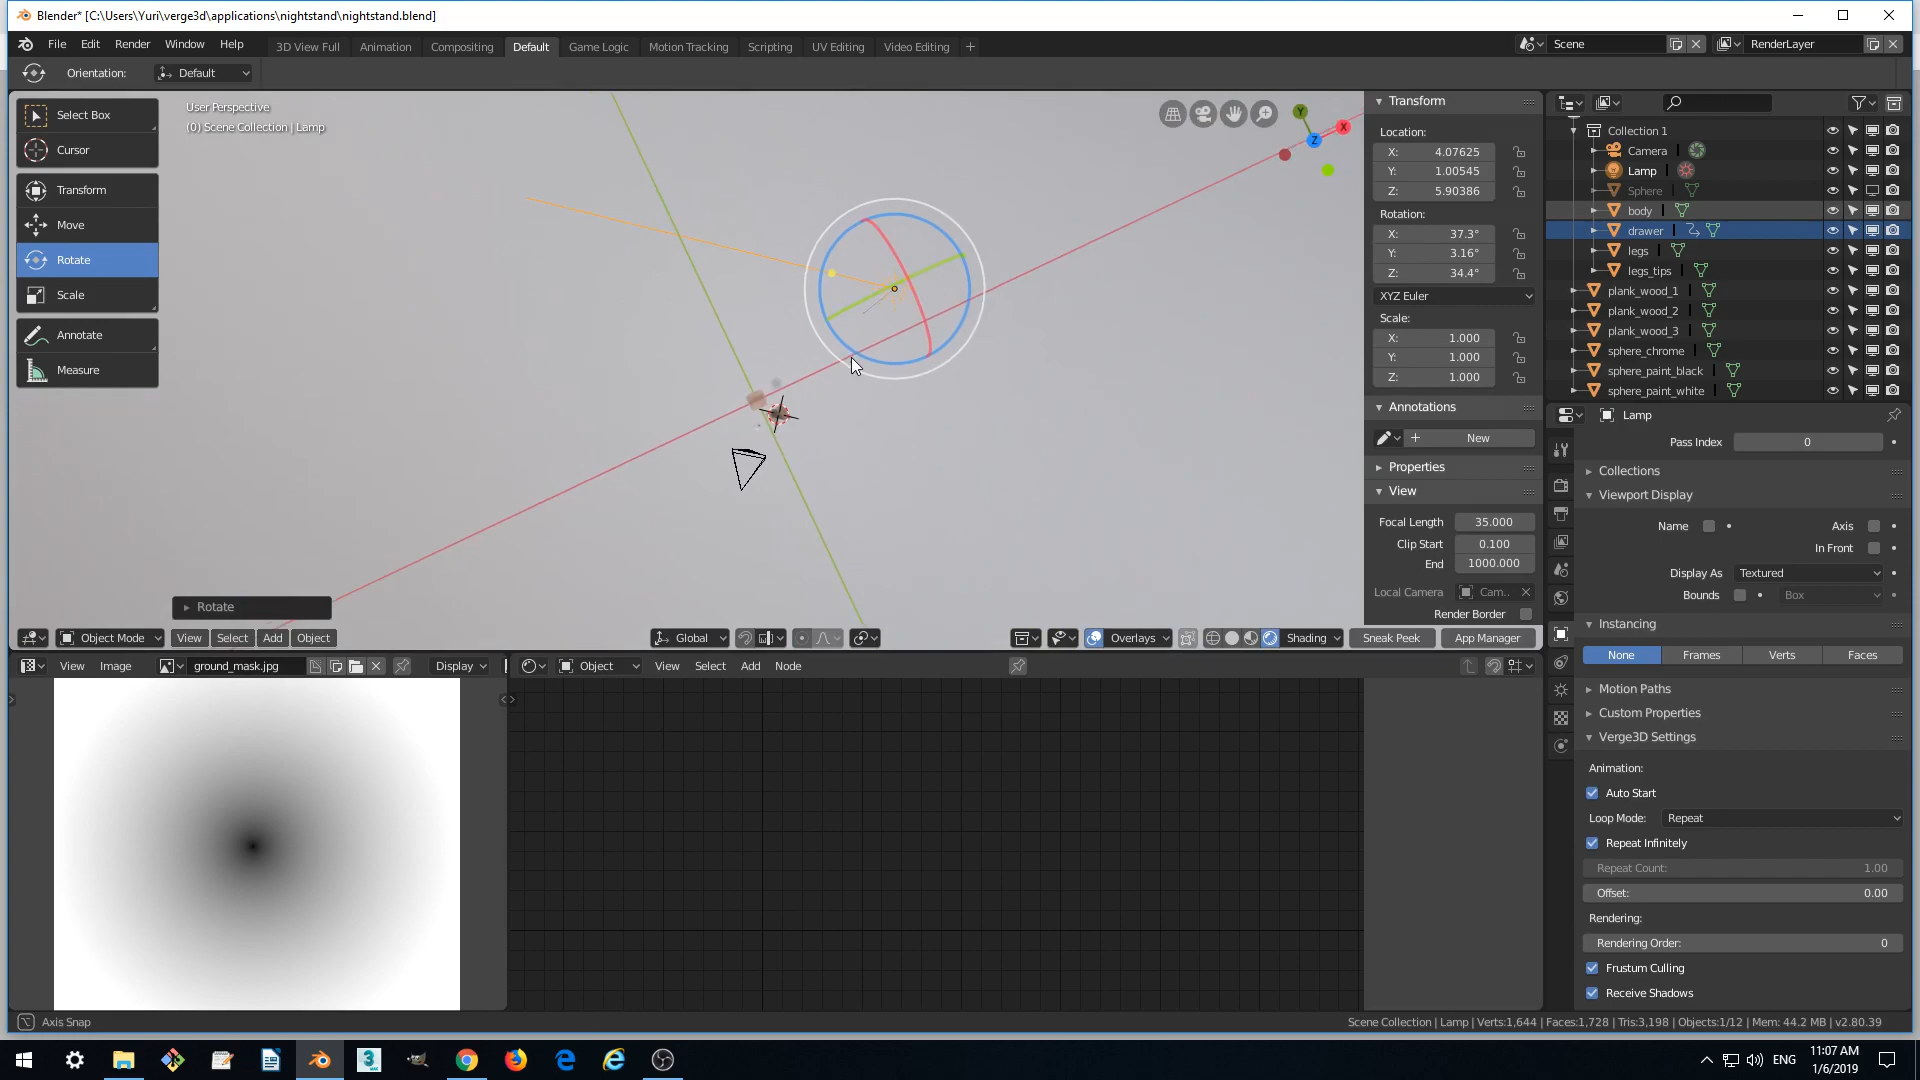 Blender* [C:\Users\Yuri\verge3d\applications\nightstand\nightstand.blend]
File Edit Render Window Help 3D View Full Animation Compositing Default Game Logic Motion Tracking Scripting UV Editing Video Editing + Scene RenderLayer
Orientation: Default
Select Box
Cursor
Transform
Move
Rotate
Scale
Annotate
Measure
User Perspective
(0) Scene Collection | Lamp
Y
X
Z
Rotate
Transform
Location:
X: 4.07625
Y: 1.00545
Z: 5.90386
Rotation:
X: 37.3°
Y: 3.16°
Z: 34.4°
XYZ Euler
Scale:
X: 1.000
Y: 1.000
Z: 1.000
Annotations
New
Properties
View
Focal Length 35.000
Clip Start 0.100
End 1000.000
Local Camera Cam..
Render Border
Object Mode View Select Add Object Global Overlays Shading Sneak Peek App Manager
View Image ground_mask.jpg Display
Object View Select Add Node
Collection 1
Camera
Lamp
Sphere
body
drawer
legs
legs_tips
plank_wood_1
plank_wood_2
plank_wood_3
sphere_chrome
sphere_paint_black
sphere_paint_white
Lamp
Pass Index 0
Collections
Viewport Display
Name Axis
In Front
Display As Textured
Bounds Box
Instancing
None Frames Verts Faces
Motion Paths
Custom Properties
Verge3D Settings
Animation:
Auto Start
Loop Mode: Repeat
Repeat Infinitely
Repeat Count: 1.00
Offset: 0.00
Rendering:
Rendering Order: 0
Frustum Culling
Receive Shadows
Axis Snap
Scene Collection | Lamp | Verts:1,644 | Faces:1,728 | Tris:3,198 | Objects:1/12 | Mem: 44.2 MB | v2.80.39
ENG
11:07 AM
1/6/2019